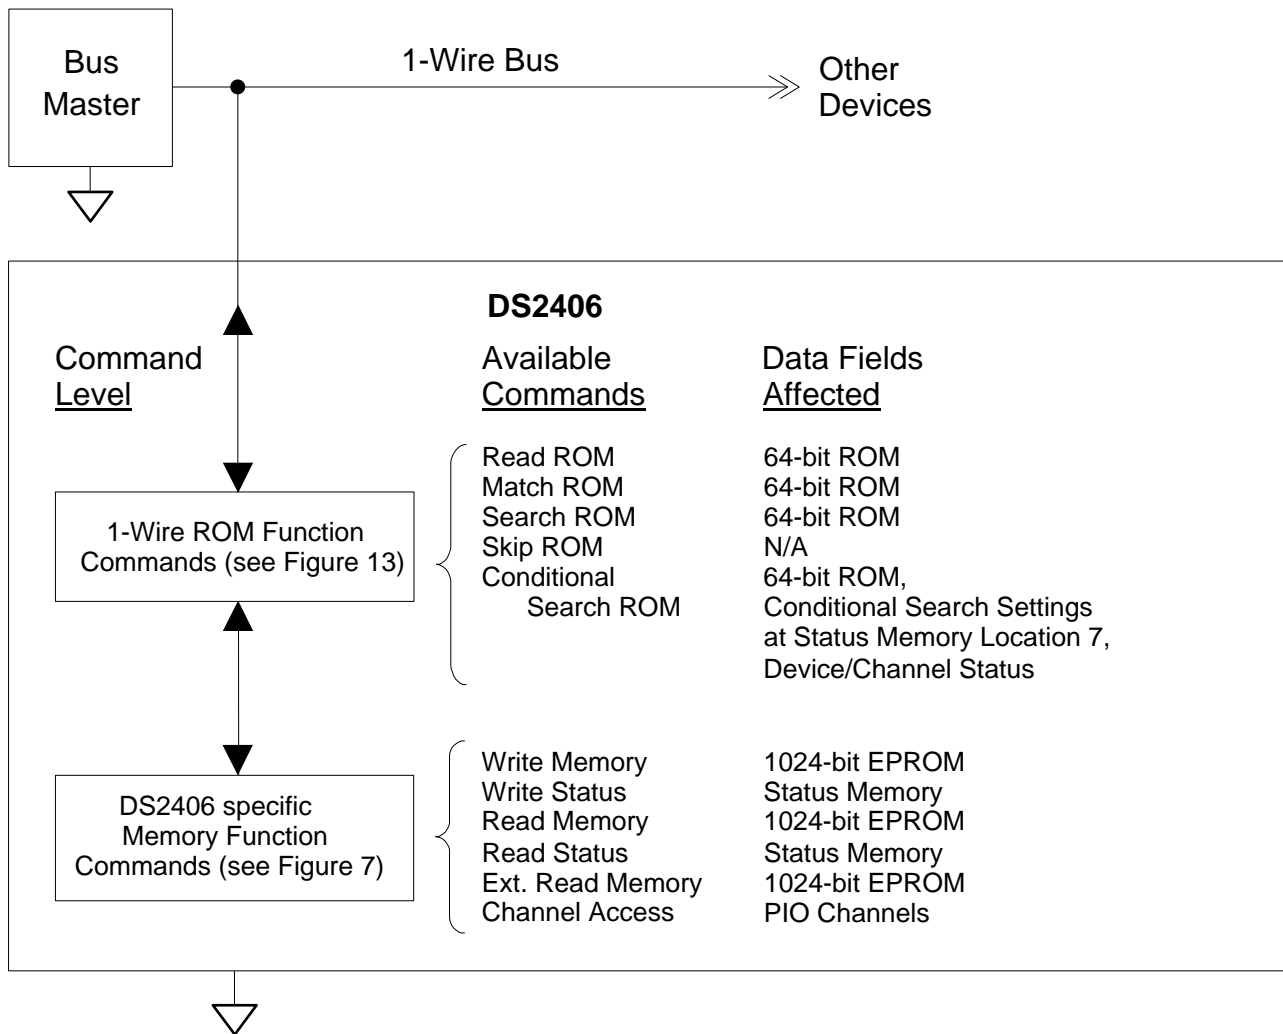 Bus
Master
1-Wire Bus
Other
Devices
DS2406
Command
Level
Available
Commands
Data Fields
Affected
1-Wire ROM Function
Commands (see Figure 13)
Read ROM 64-bit ROM
Match ROM 64-bit ROM
Search ROM 64-bit ROM
Skip ROM N/A
Conditional 64-bit ROM,
Search ROM Conditional Search Settings
at Status Memory Location 7,
Device/Channel Status
DS2406 specific
Memory Function
Commands (see Figure 7)
Write Memory 1024-bit EPROM
Write Status Status Memory
Read Memory 1024-bit EPROM
Read Status Status Memory
Ext. Read Memory 1024-bit EPROM
Channel Access PIO Channels